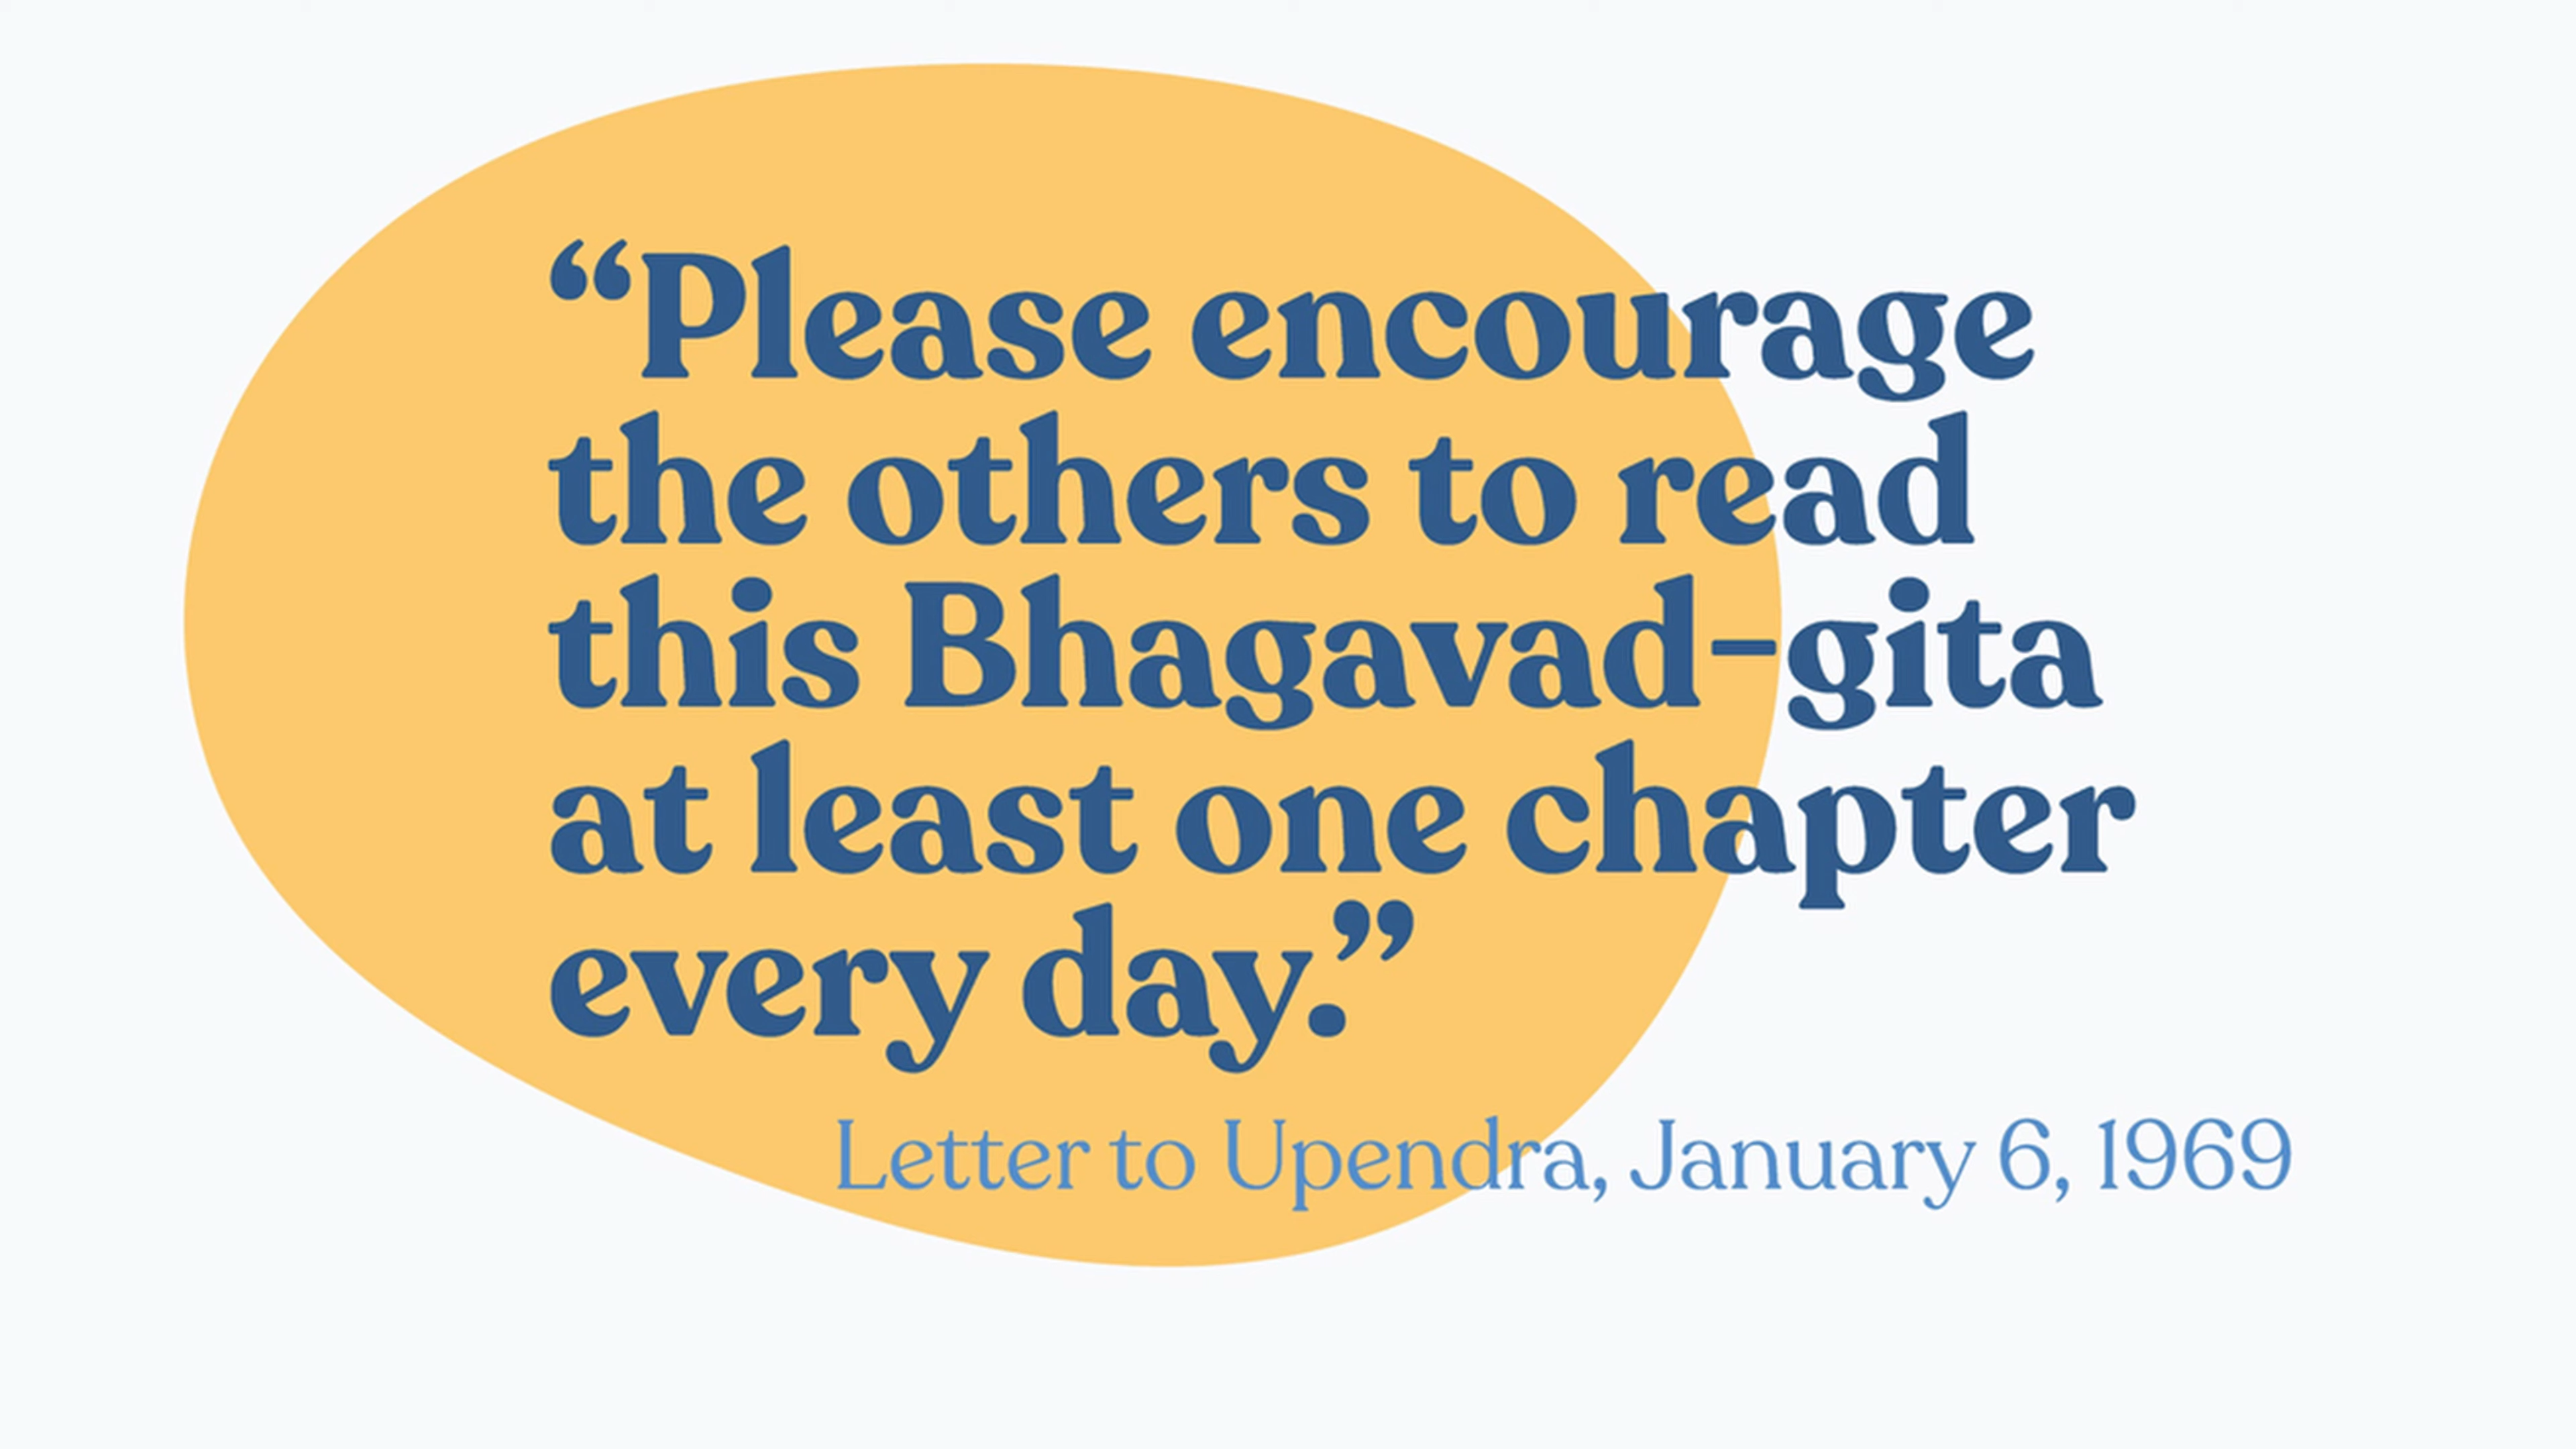 “Please encourage
the others to read
this Bhagavad-gita
at least one chapter
every day.”
Letter to Upendra, January 6, 1969